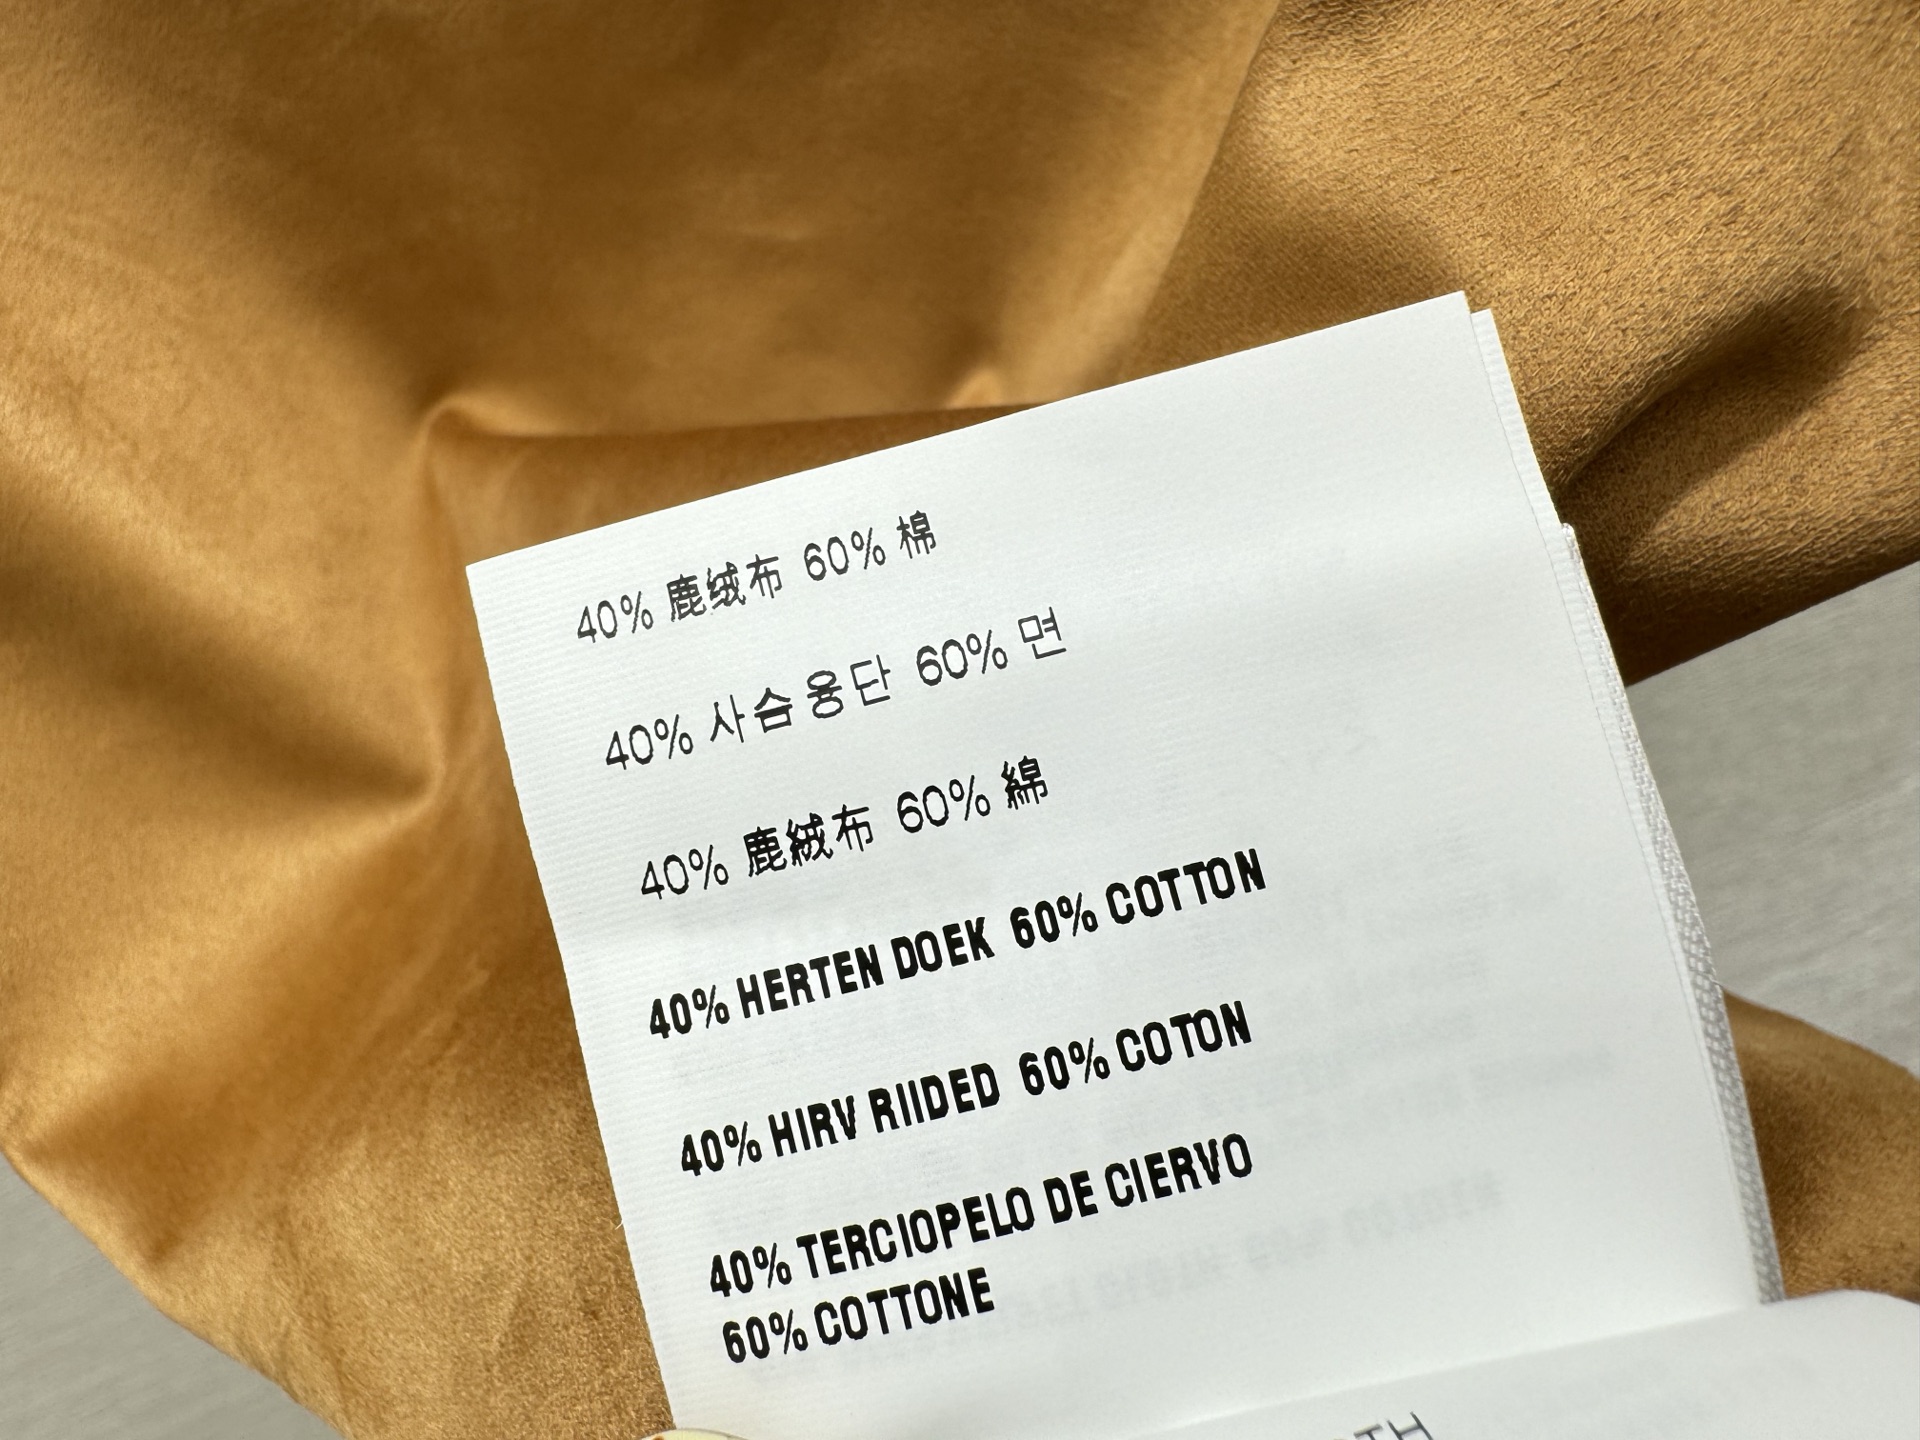 40% 鹿绒布 60% 棉
40% 사슴융단 60% 면
40% 鹿絨布 60% 綿
40% HERTEN DOEK 60% COTTON
40% HIRV RIIDED 60% COTON
40% TERCIOPELO DE CIERVO
60% COTTONE
TH